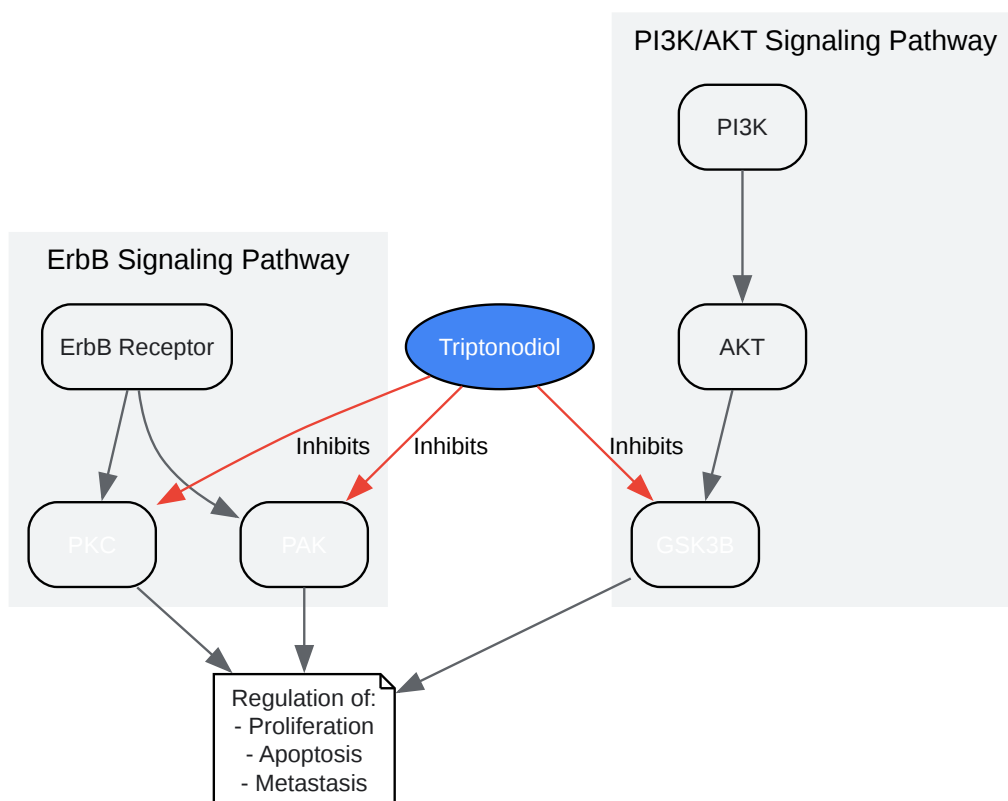 PI3K/AKT Signaling Pathway
PI3K
ErbB Signaling Pathway
ErbB Receptor
Triptonodiol
AKT
Inhibits
Inhibits
Inhibits
PKC
PAK
GSK3B
Regulation of:
- Proliferation
- Apoptosis
- Metastasis